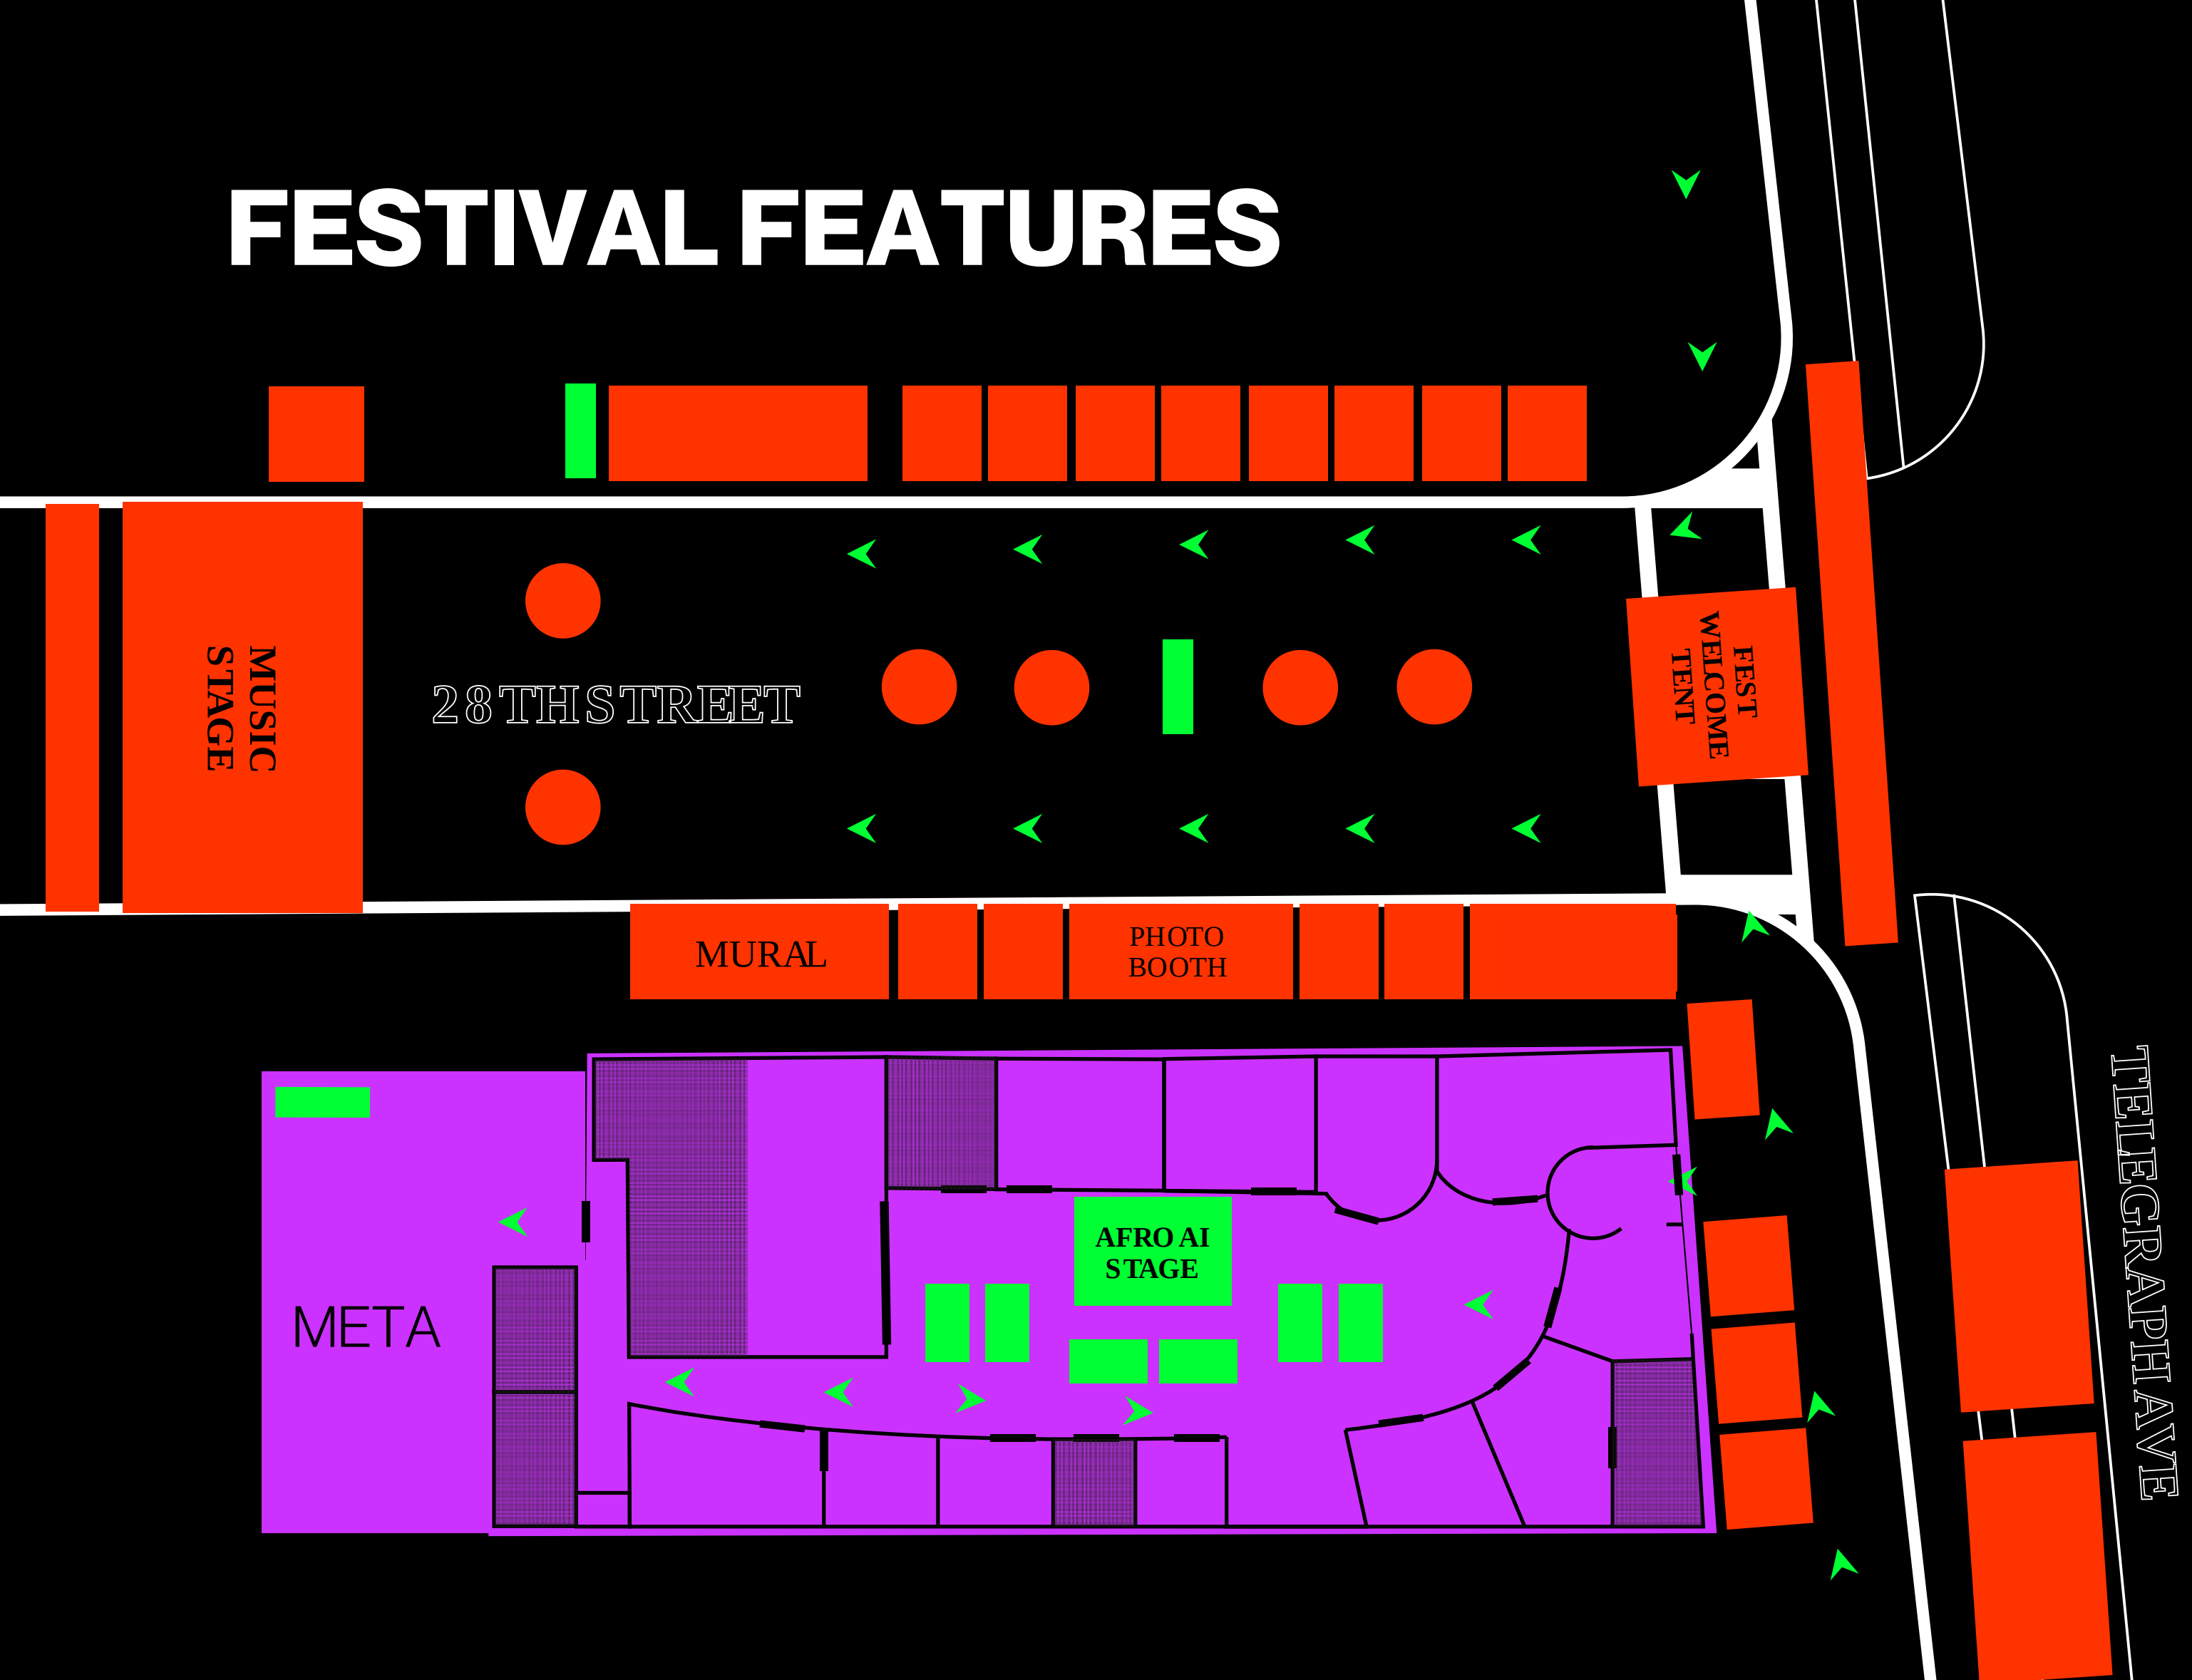 FESTIVAL FEATURES
MUSIC
STAGE
28TH STREET
FEST
WELCOME
TENT
MURAL
PHOTO
BOOTH
AFRO AI
STAGE
META
TELEGRAPH AVE